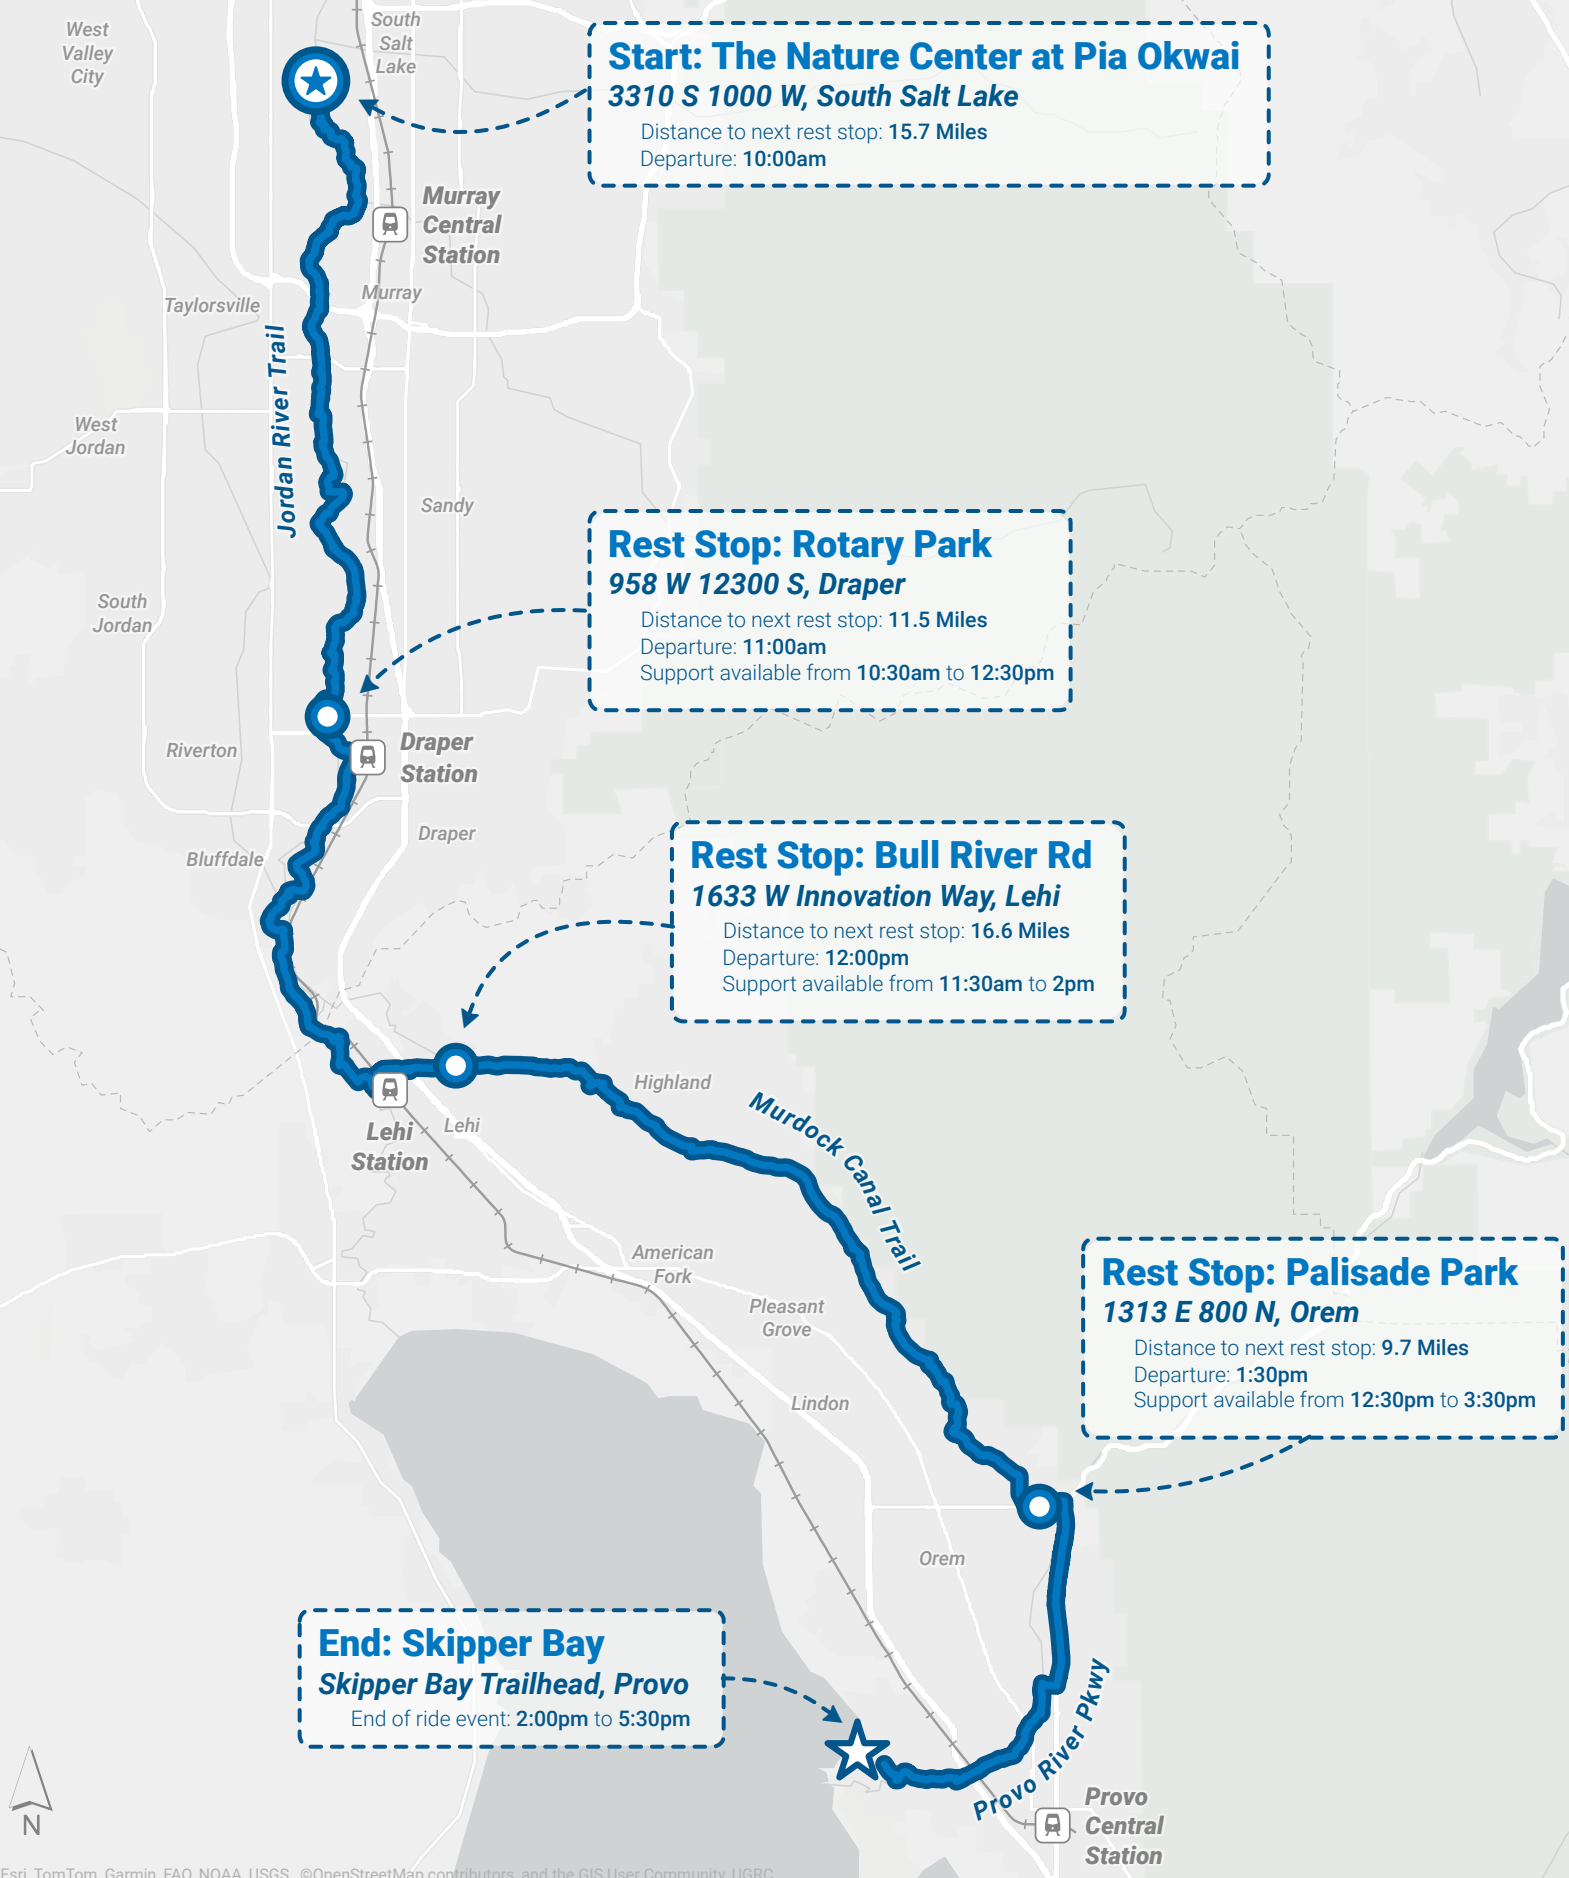 West
Valley
City
South
Salt
Lake
Start: The Nature Center at Pia Okwai
3310 S 1000 W, South Salt Lake
Distance to next rest stop: 15.7 Miles
Departure: 10:00am
Murray
Central
Station
Murray
Taylorsville
Jordan River Trail
West
Jordan
Sandy
Rest Stop: Rotary Park
958 W 12300 S, Draper
Distance to next rest stop: 11.5 Miles
Departure: 11:00am
Support available from 10:30am to 12:30pm
South
Jordan
Riverton
Draper
Station
Draper
Bluffdale
Rest Stop: Bull River Rd
1633 W Innovation Way, Lehi
Distance to next rest stop: 16.6 Miles
Departure: 12:00pm
Support available from 11:30am to 2pm
Highland
Murdock Canal Trail
Lehi
Lehi
Station
American
Fork
Pleasant
Grove
Rest Stop: Palisade Park
1313 E 800 N, Orem
Distance to next rest stop: 9.7 Miles
Departure: 1:30pm
Support available from 12:30pm to 3:30pm
Lindon
Orem
End: Skipper Bay
Skipper Bay Trailhead, Provo
End of ride event: 2:00pm to 5:30pm
Provo River Pkwy
Provo
Central
Station
N
Esri, TomTom, Garmin, FAO, NOAA, USGS, ©OpenStreetMap contributors, and the GIS User Community, UGRC